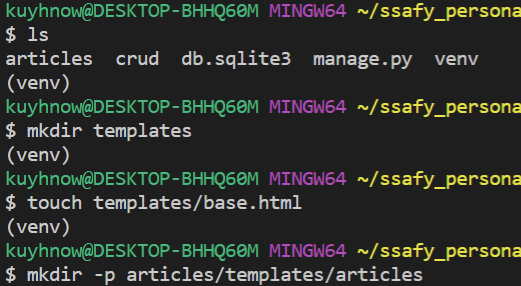 kuyhnow@DESKTOP-BHHQ60M MINGW64 ~/ssafy_persona
$ ls
articles  crud  db.sqlite3  manage.py  venv
(venv)
kuyhnow@DESKTOP-BHHQ60M MINGW64 ~/ssafy_persona
$ mkdir templates
(venv)
kuyhnow@DESKTOP-BHHQ60M MINGW64 ~/ssafy_persona
$ touch templates/base.html
(venv)
kuyhnow@DESKTOP-BHHQ60M MINGW64 ~/ssafy_persona
$ mkdir -p articles/templates/articles